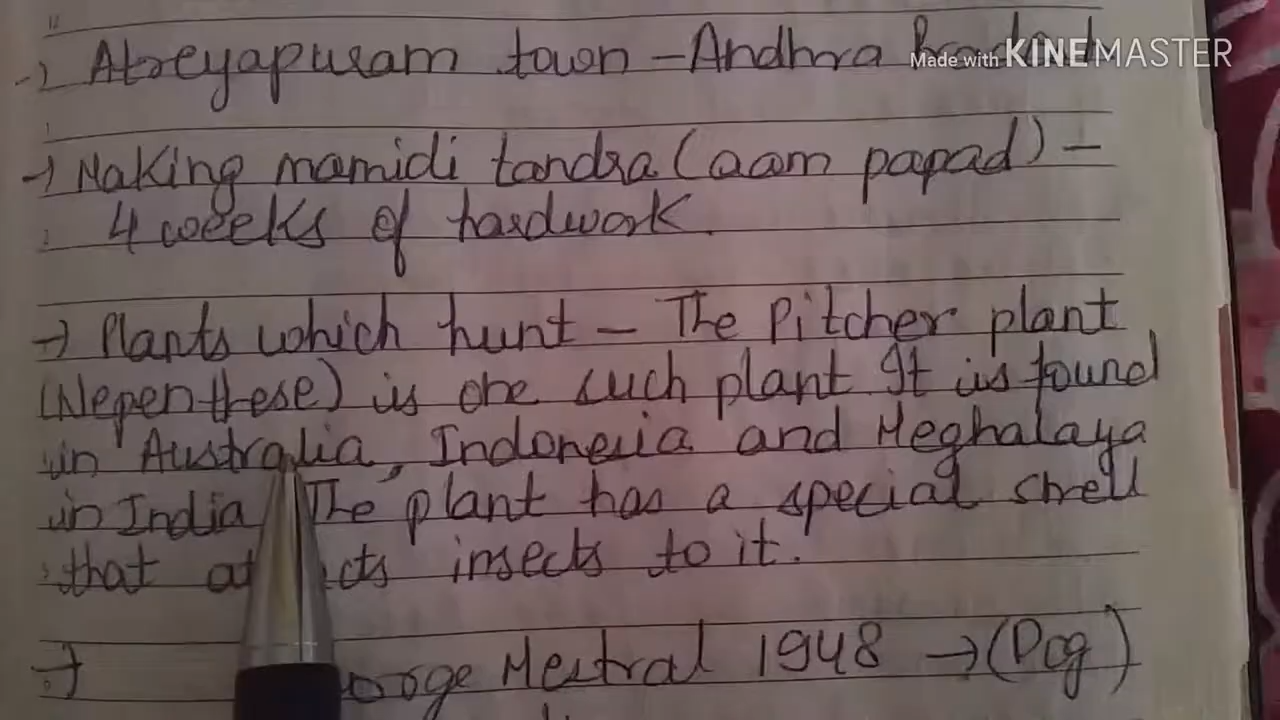 → Atreyapuram town - Andhra
Made with KINEMASTER
→ Making mamidi tandra (aam papad) -
4 weeks of hardwork.
→ Plants which hunt - The Pitcher plant
(Nepenthese) is one such plant. It is found
in Australia, Indonesia and Meghalaya
in India The plant has a special smell
that insects to it.
→ Mestral 1948 → (Dog)